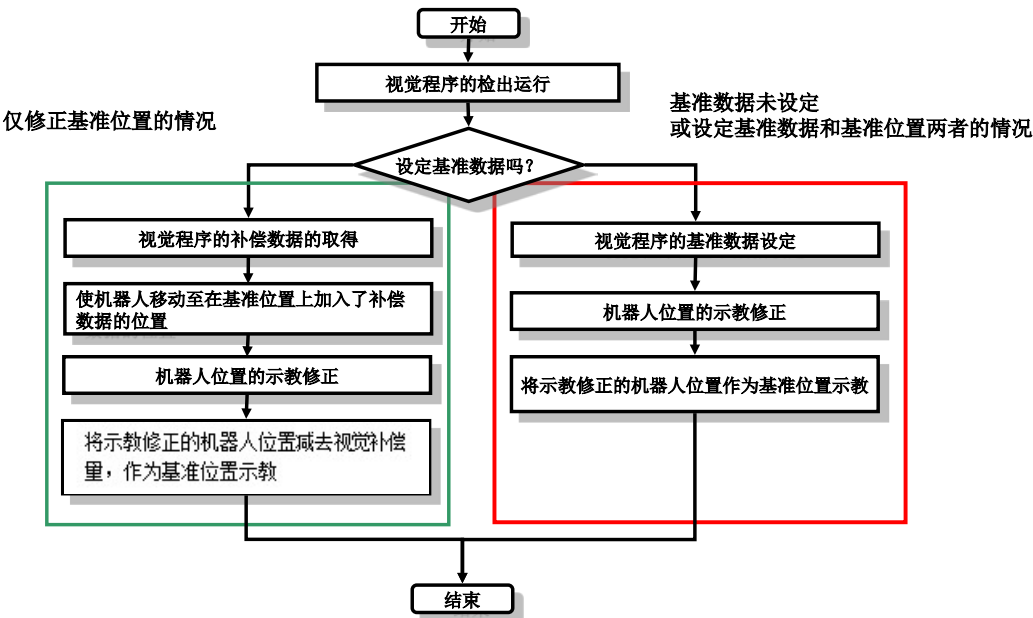 开始
视觉程序的检出运行
仅修正基准位置的情况
基准数据未设定
或设定基准数据和基准位置两者的情况
设定基准数据吗？
视觉程序的补偿数据的取得
使机器人移动至在基准位置上加入了补偿
数据的位置
机器人位置的示教修正
将示教修正的机器人位置减去视觉补偿
量，作为基准位置示教
视觉程序的基准数据设定
机器人位置的示教修正
将示教修正的机器人位置作为基准位置示教
结束